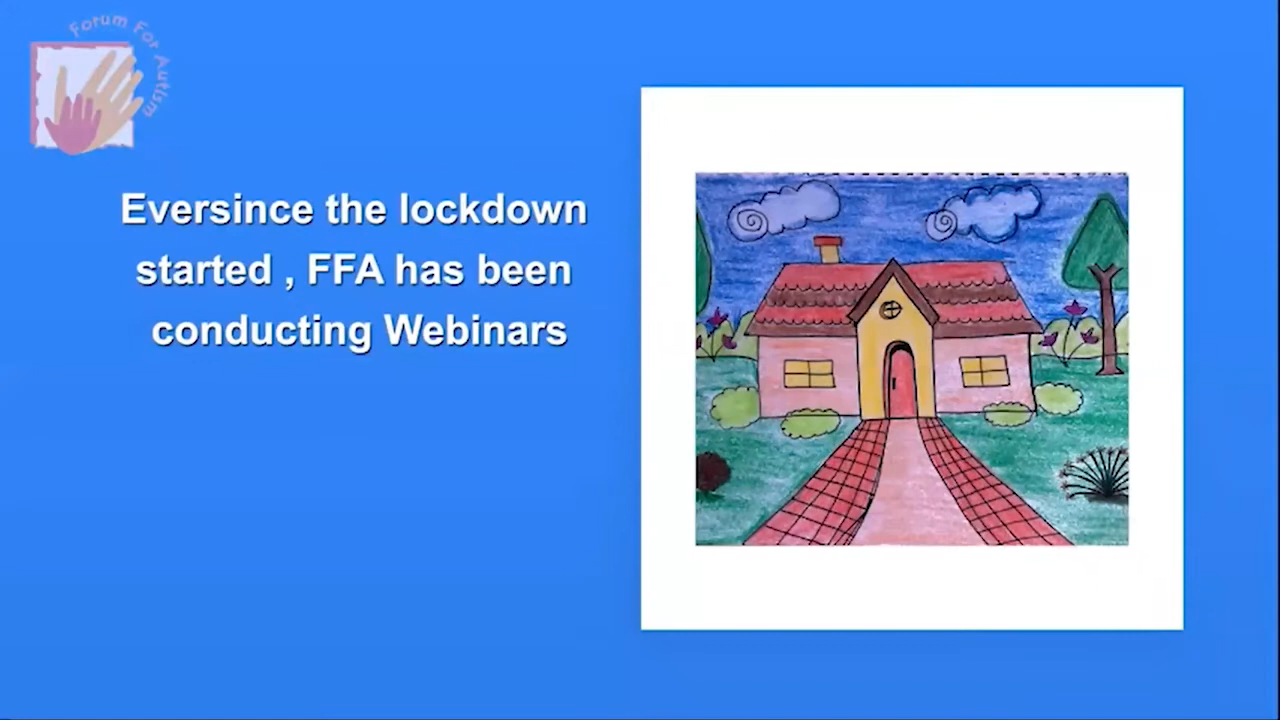 Forum For Autism
Eversince the lockdown
started , FFA has been
conducting Webinars